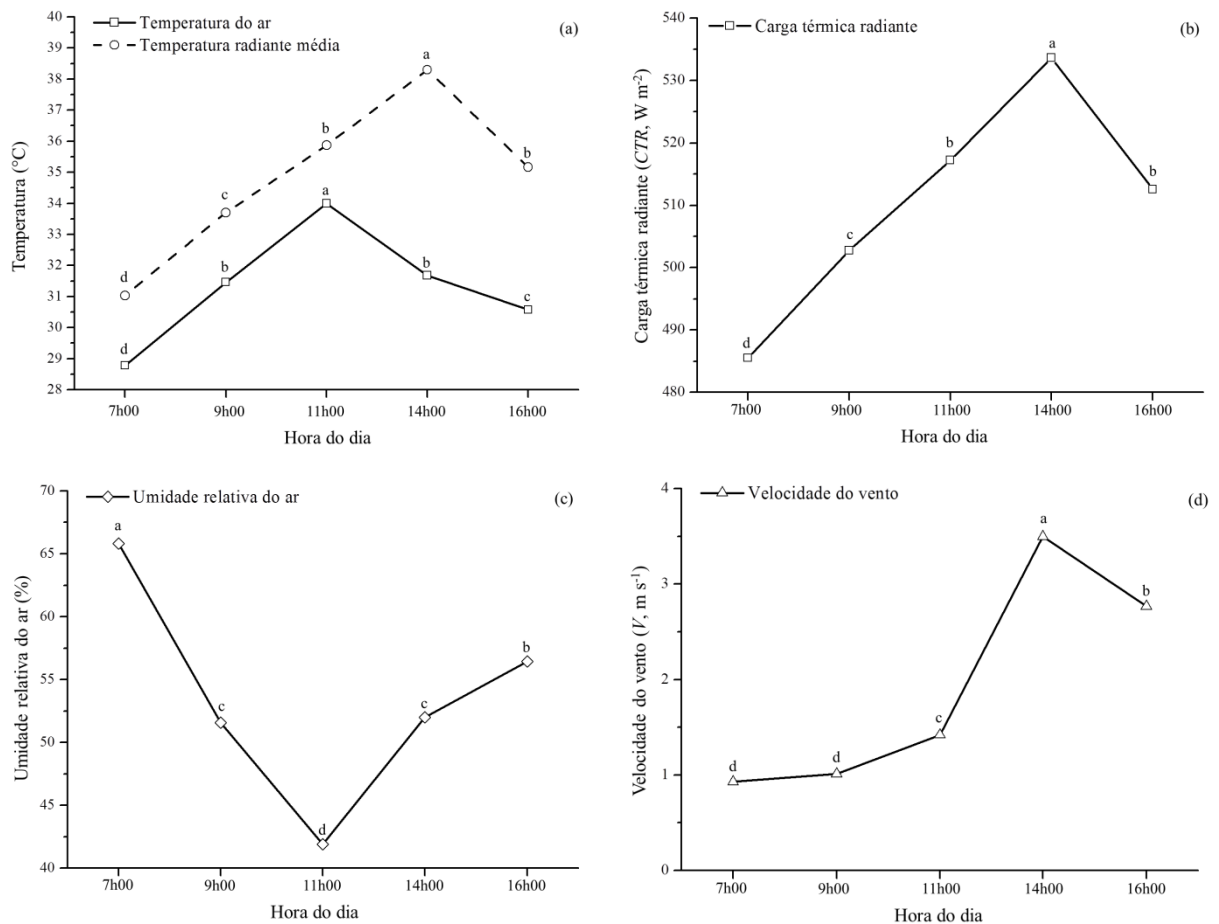 Temperatura do ar
Temperatura radiante média
(a)
Temperatura (°C)
40
39
38
37
36
35
34
33
32
31
30
29
28
a
b
b
c
d
a
b
b
c
d
7h00 9h00 11h00 14h00 16h00
Hora do dia
Carga térmica radiante
(b)
Carga térmica radiante (CTR, W m-2)
540
530
520
510
500
490
480
a
b
b
c
d
7h00 9h00 11h00 14h00 16h00
Hora do dia
Umidade relativa do ar
(c)
Umidade relativa do ar (%)
70
65
60
55
50
45
40
a
b
c
c
d
7h00 9h00 11h00 14h00 16h00
Hora do dia
Velocidade do vento
(d)
Velocidade do vento (V, m s-1)
4
3
2
1
0
a
b
c
d
d
7h00 9h00 11h00 14h00 16h00
Hora do dia